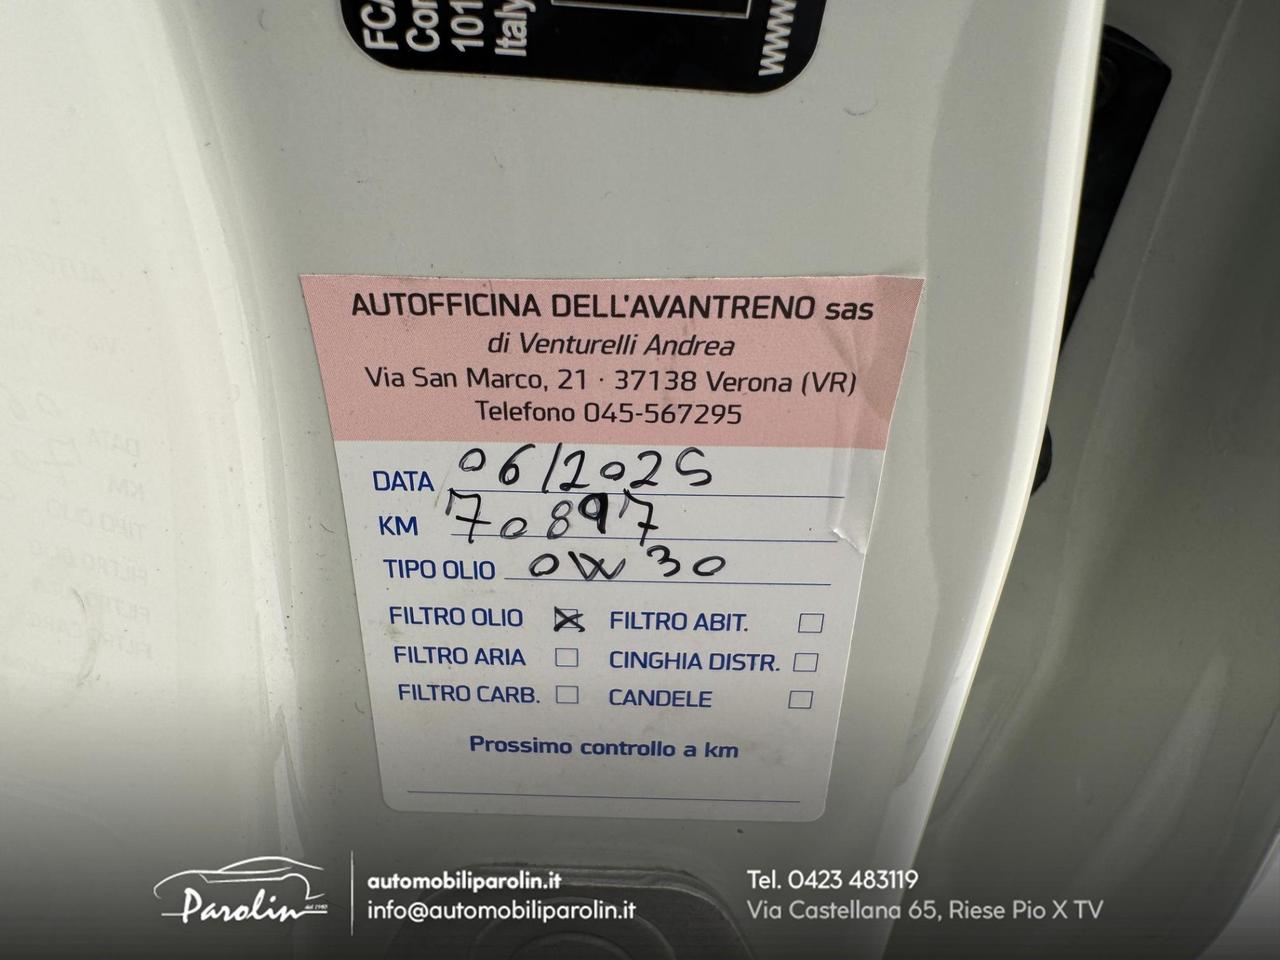 FCA
Italy
www.
AUTOFFICINA DELL'AVANTRENO sas
di Venturelli Andrea
Via San Marco, 21 · 37138 Verona (VR)
Telefono 045-567295
DATA 06/2025
KM 70897
TIPO OLIO 0W30
FILTRO OLIO FILTRO ABIT.
FILTRO ARIA CINGHIA DISTR.
FILTRO CARB. CANDELE
Prossimo controllo a km
Parolin
automobiliparolin.it
info@automobiliparolin.it
Tel. 0423 483119
Via Castellana 65, Riese Pio X TV